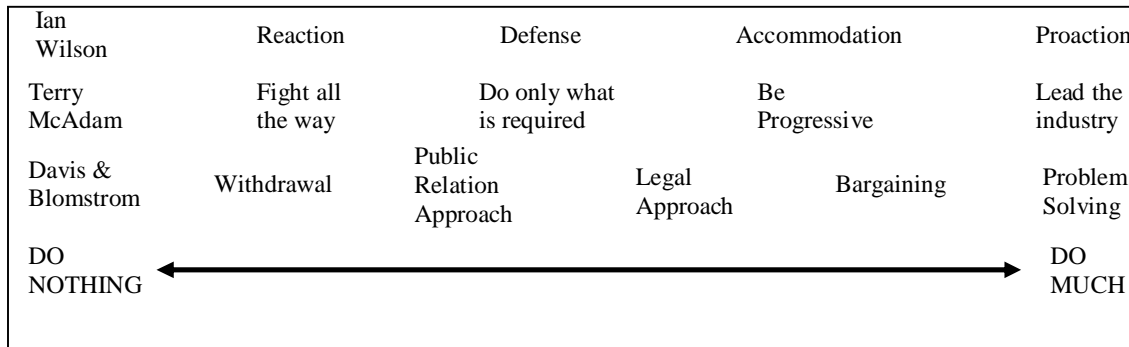 Ian Wilson Reaction Defense Accommodation Proaction
Terry McAdam Fight all the way Do only what is required Be Progressive Lead the industry
Davis & Blomstrom Withdrawal Public Relation Approach Legal Approach Bargaining Problem Solving
DO NOTHING DO MUCH